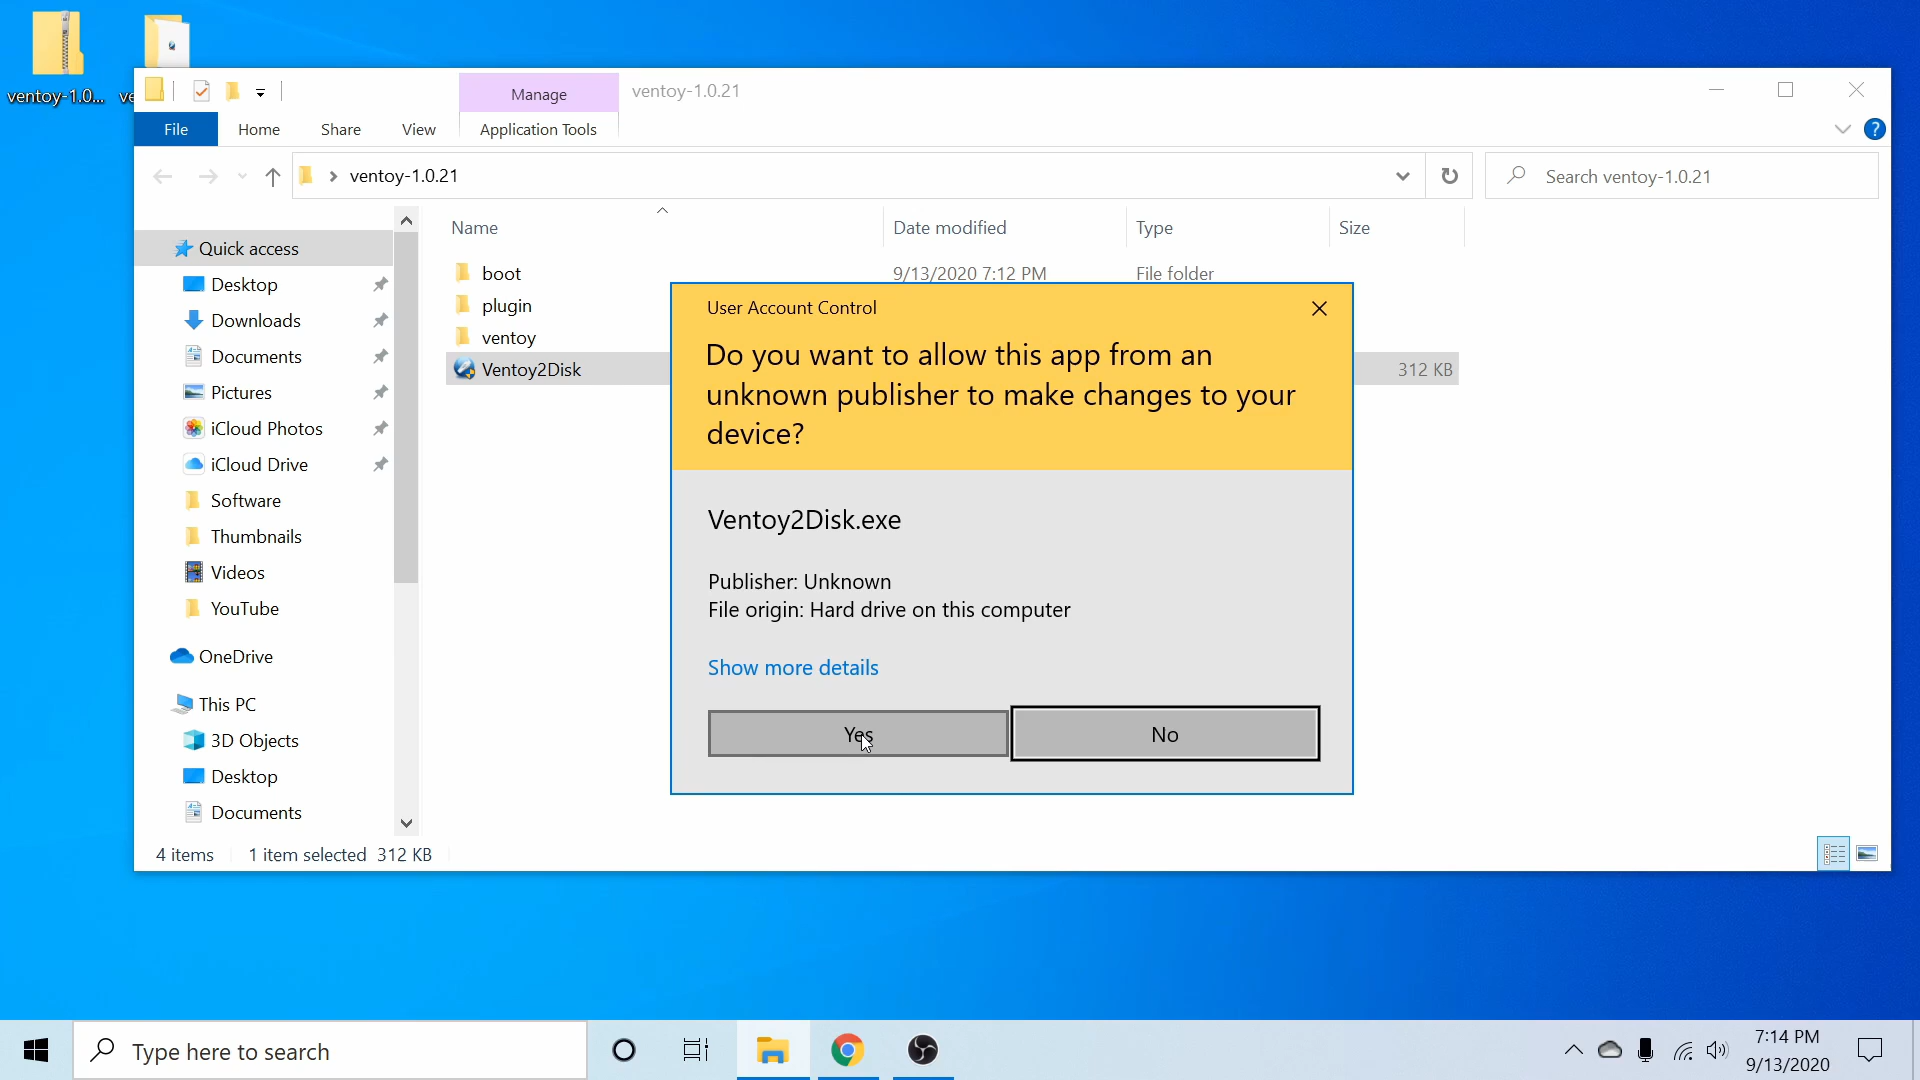 ventoy-1.0...
ve
Manage
ventoy-1.0.21
File
Home
Share
View
Application Tools
?
ventoy-1.0.21
Search ventoy-1.0.21
Name
Date modified
Type
Size
Quick access
Desktop
Downloads
Documents
Pictures
iCloud Photos
iCloud Drive
Software
Thumbnails
Videos
YouTube
OneDrive
This PC
3D Objects
Desktop
Documents
boot
9/13/2020 7:12 PM
File folder
plugin
ventoy
Ventoy2Disk
312 KB
User Account Control
Do you want to allow this app from an
unknown publisher to make changes to your
device?
Ventoy2Disk.exe
Publisher: Unknown
File origin: Hard drive on this computer
Show more details
Yes
No
4 items
1 item selected 312 KB
Type here to search
7:14 PM
9/13/2020